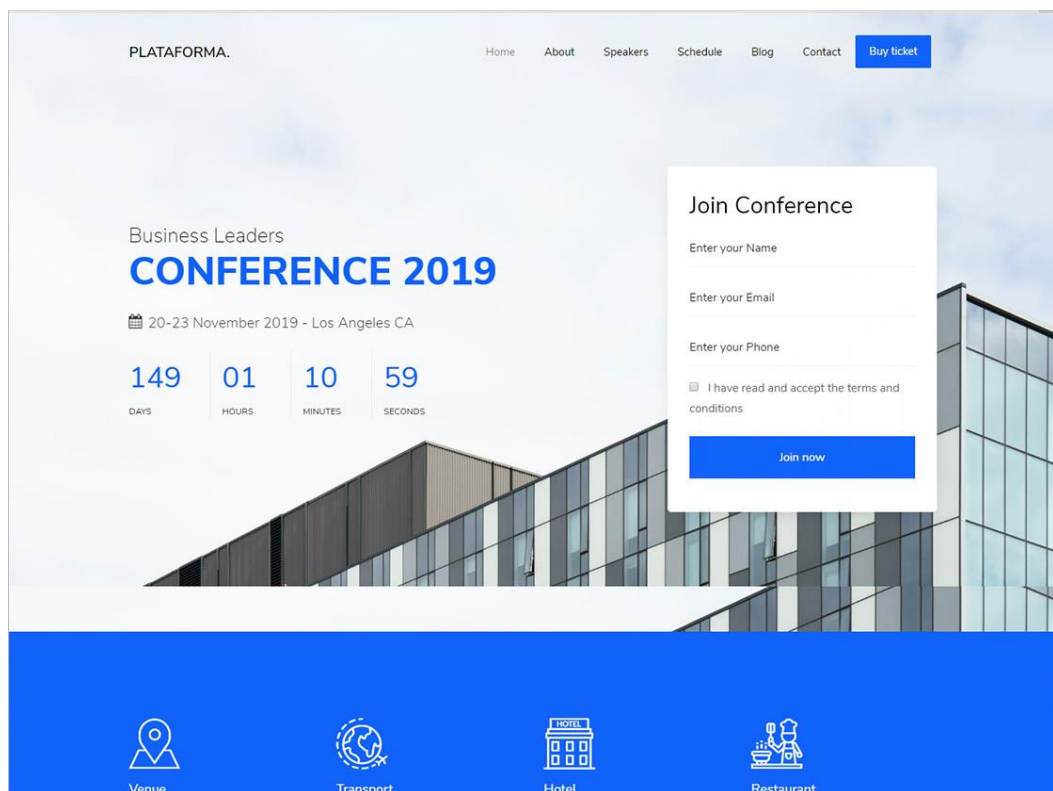 PLATAFORMA.
Home About Speakers Schedule Blog Contact Buy ticket
Business Leaders
CONFERENCE 2019
20-23 November 2019 - Los Angeles CA
149 01 10 59
DAYS HOURS MINUTES SECONDS
Join Conference
Enter your Name
Enter your Email
Enter your Phone
I have read and accept the terms and
conditions
Join now
HOTEL
Venue Transport Hotel Restaurant